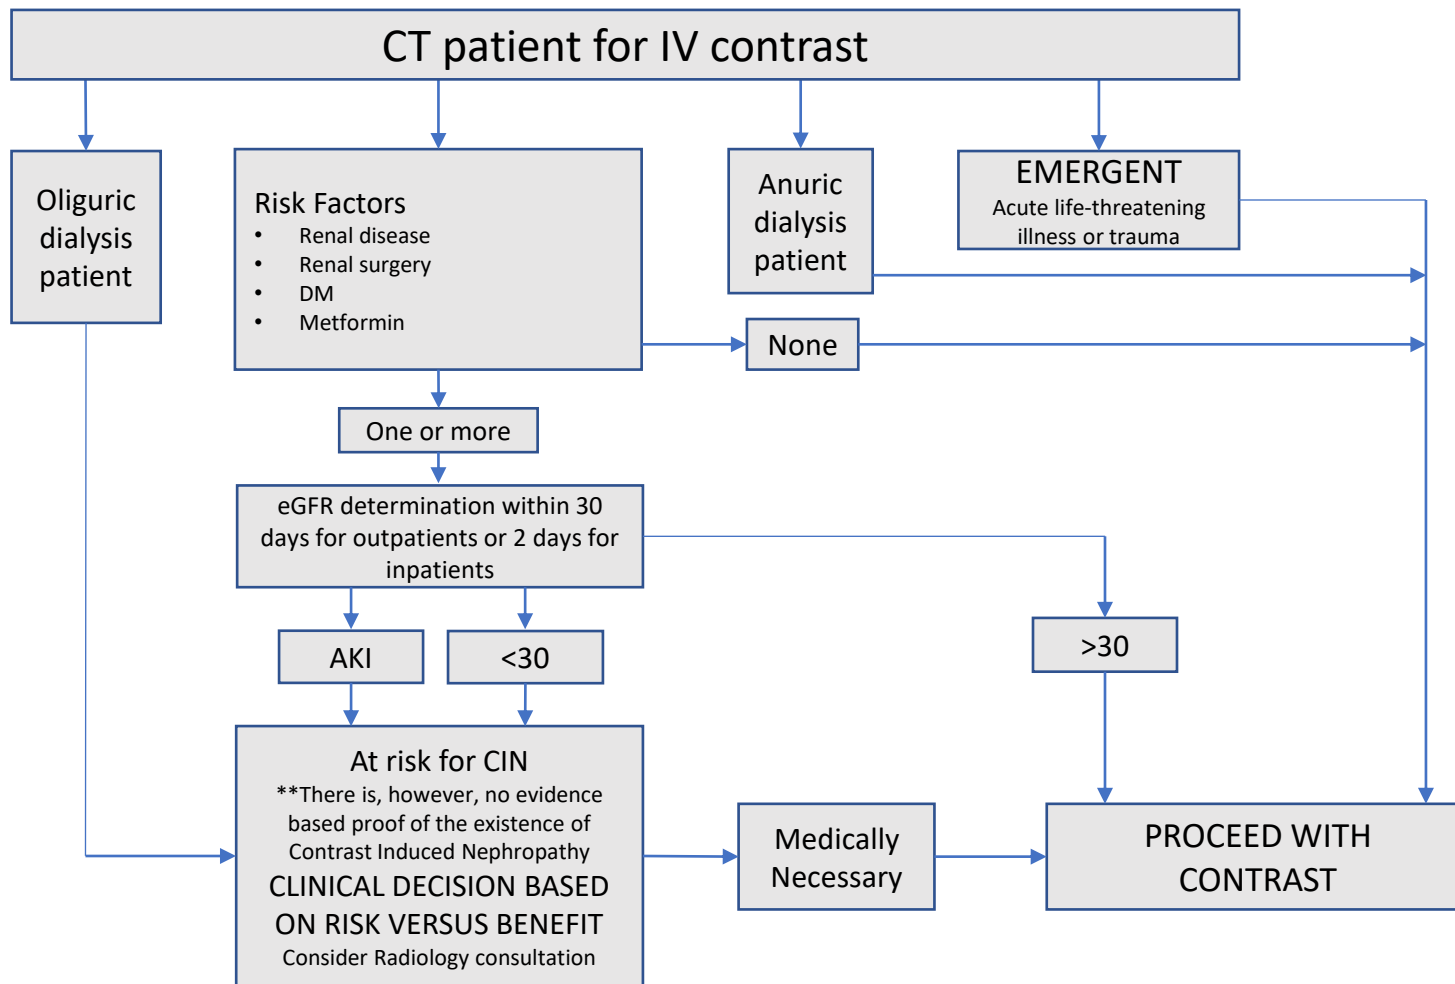 CT patient for IV contrast
Oliguric
dialysis
patient
Risk Factors
• Renal disease
• Renal surgery
• DM
• Metformin
Anuric
dialysis
patient
EMERGENT
Acute life-threatening
illness or trauma
None
One or more
eGFR determination within 30
days for outpatients or 2 days for
inpatients
AKI
<30
>30
At risk for CIN
**There is, however, no evidence
based proof of the existence of
Contrast Induced Nephropathy
CLINICAL DECISION BASED
ON RISK VERSUS BENEFIT
Consider Radiology consultation
Medically
Necessary
PROCEED WITH
CONTRAST